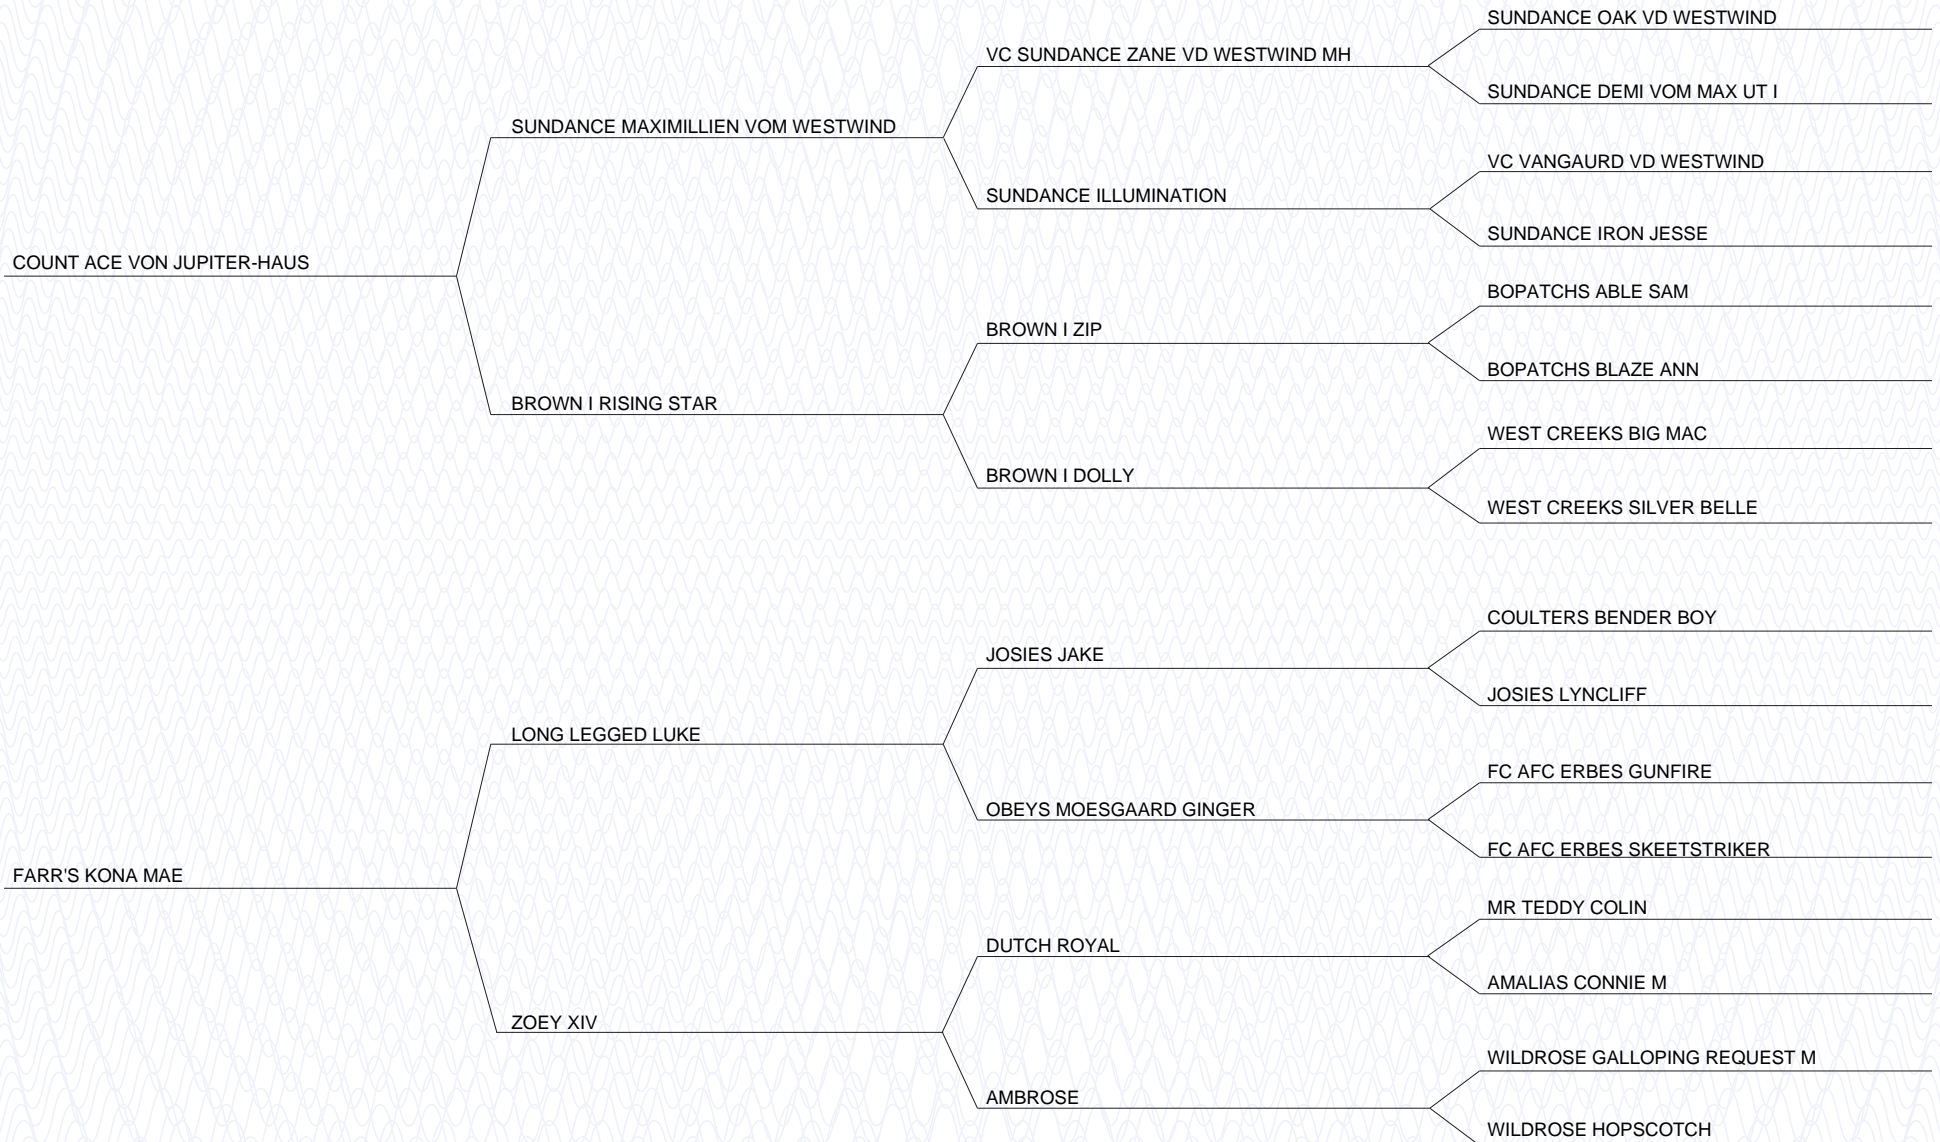 SUNDANCE OAK VD WESTWIND
VC SUNDANCE ZANE VD WESTWIND MH
SUNDANCE DEMI VOM MAX UT I
SUNDANCE MAXIMILLIEN VOM WESTWIND
VC VANGAURD VD WESTWIND
SUNDANCE ILLUMINATION
SUNDANCE IRON JESSE
COUNT ACE VON JUPITER-HAUS
BOPATCHS ABLE SAM
BROWN I ZIP
BOPATCHS BLAZE ANN
BROWN I RISING STAR
WEST CREEKS BIG MAC
BROWN I DOLLY
WEST CREEKS SILVER BELLE
COULTERS BENDER BOY
JOSIES JAKE
JOSIES LYNCLIFF
LONG LEGGED LUKE
FC AFC ERBES GUNFIRE
OBEYS MOESGAARD GINGER
FC AFC ERBES SKEETSTRIKER
FARR'S KONA MAE
MR TEDDY COLIN
DUTCH ROYAL
AMALIAS CONNIE M
ZOEY XIV
WILDROSE GALLOPING REQUEST M
AMBROSE
WILDROSE HOPSCOTCH